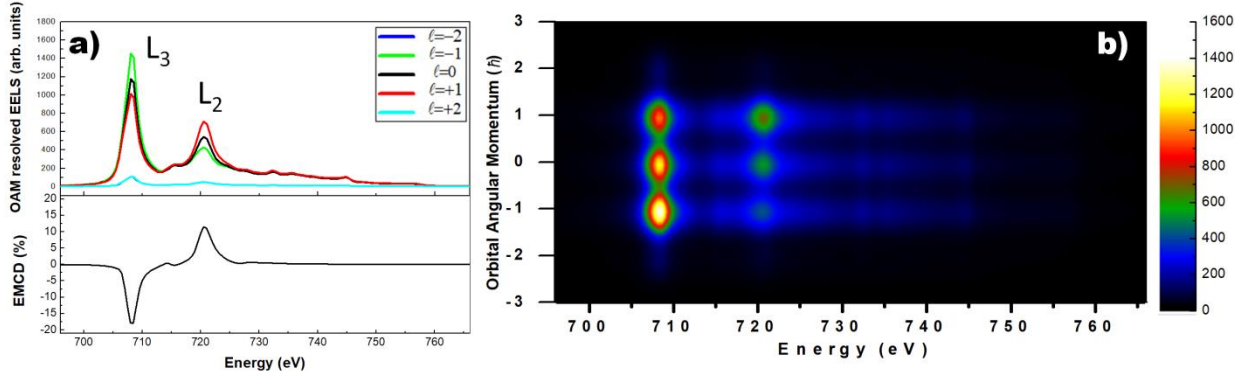 a)
OAM resolved EELS (arb. units)
1800
1600
1400
1200
1000
800
600
400
200
0
L3
L2
ℓ=−2
ℓ=−1
ℓ=0
ℓ=+1
ℓ=+2
EMCD (%)
20
15
10
5
0
-5
-10
-15
-20
700 710 720 730 740 750 760
Energy (eV)
b)
Orbital Angular Momentum (ℏ)
3
2
1
0
-1
-2
-3
700 710 720 730 740 750 760
Energy (eV)
1600
1400
1200
1000
800
600
400
200
0